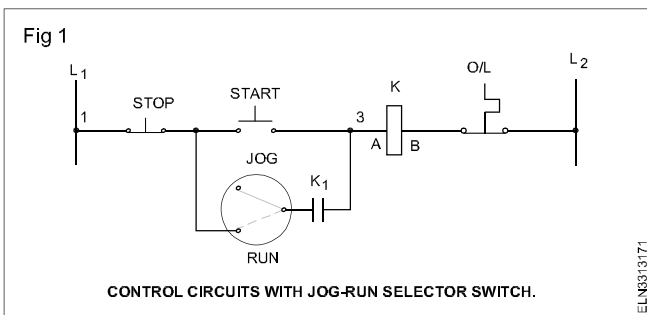 Fig 1
L1
L2
O/L
K
START
STOP
1
3
A
B
JOG
K1
RUN
CONTROL CIRCUITS WITH JOG-RUN SELECTOR SWITCH.
ELN3313171